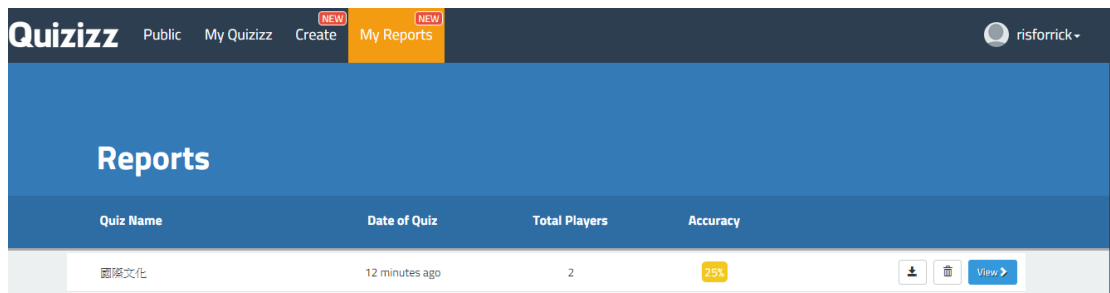 Quizizz Public My Quizizz Create NEW My Reports NEW risforrick
Reports
Quiz Name Date of Quiz Total Players Accuracy
國際文化 12 minutes ago 2 25% View